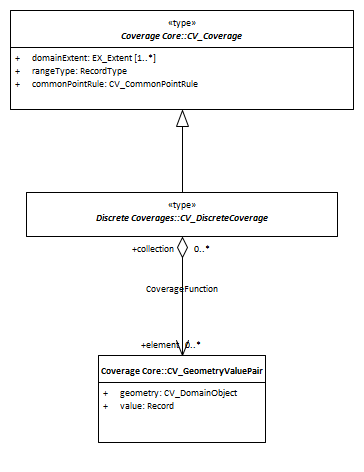 «type»
Coverage Core::CV_Coverage
+ domainExtent: EX_Extent [1..*]
+ rangeType: RecordType
+ commonPointRule: CV_CommonPointRule
«type»
Discrete Coverages::CV_DiscreteCoverage
+collection 0..*
CoverageFunction
+element 0..*
Coverage Core::CV_GeometryValuePair
+ geometry: CV_DomainObject
+ value: Record